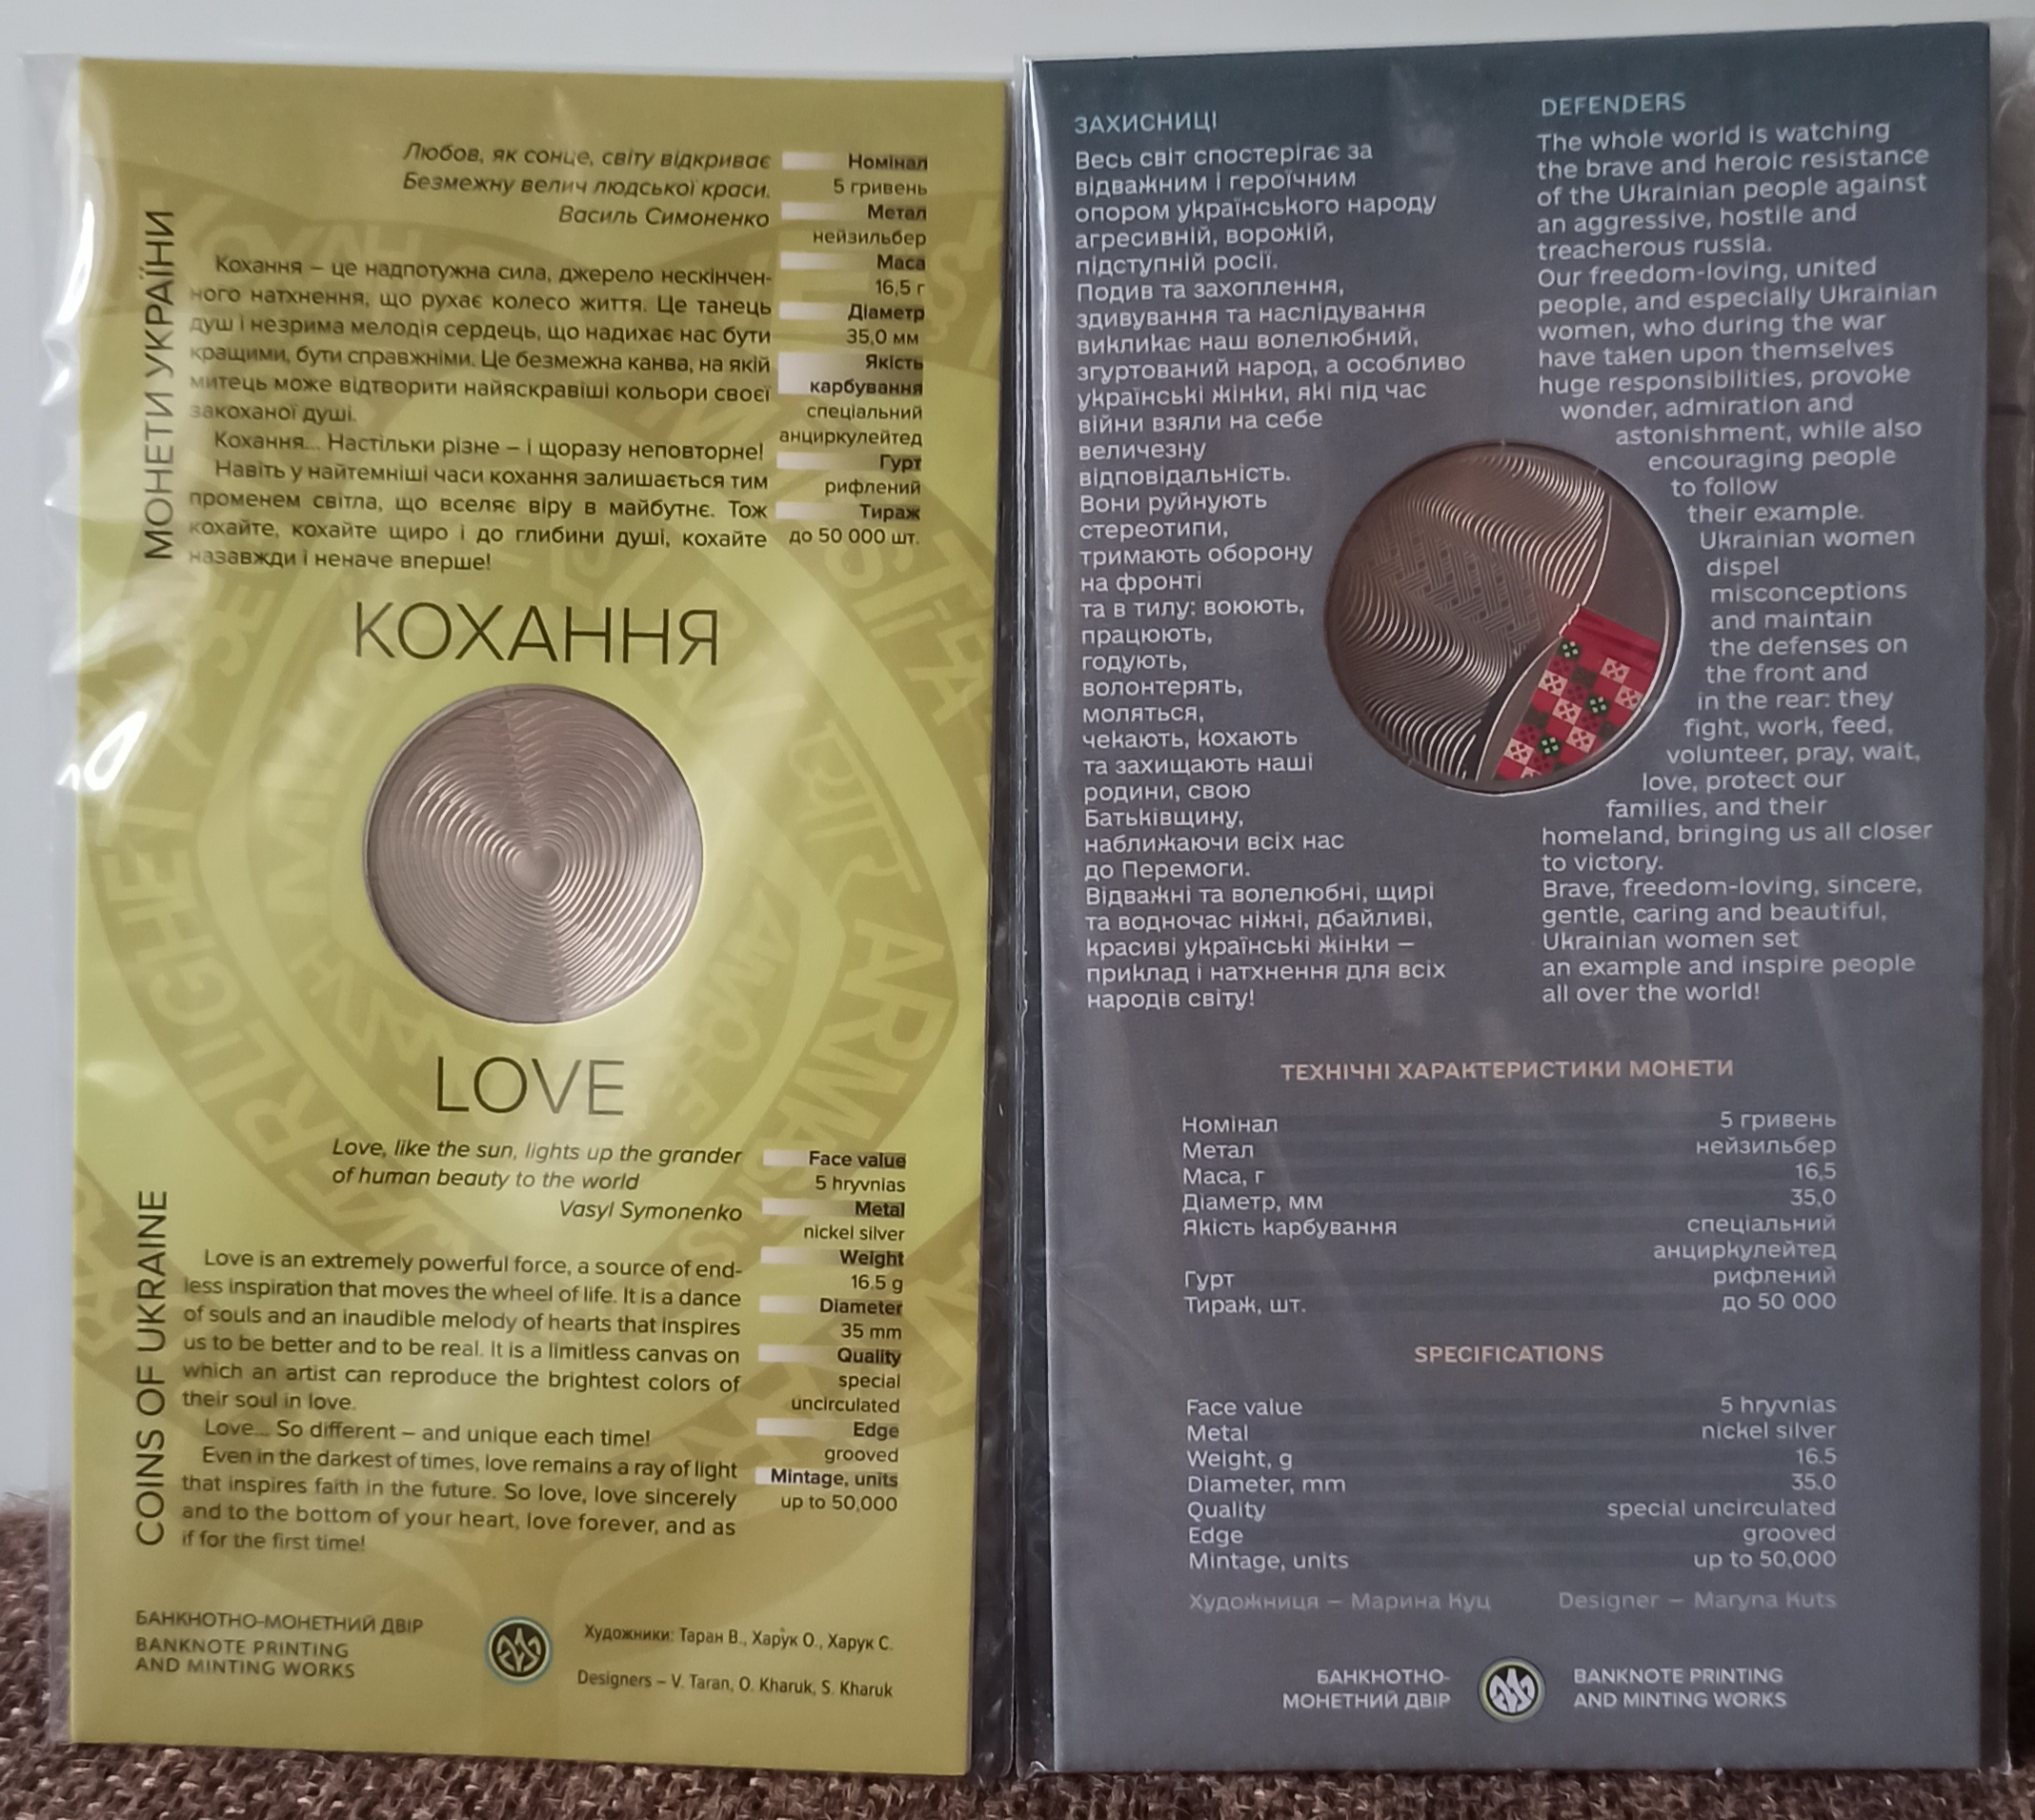 МОНЕТИ УКРАЇНИ
Любов, як сонце, світу відкриває
Безмежну велич людської краси.
Василь Симоненко
Кохання – це надпотужна сила, джерело нескінчен-
ного натхнення, що рухає колесо життя. Це танець
душ і незрима мелодія сердець, що надихає нас бути
кращими, бути справжніми. Це безмежна канва, на якій
митець може відтворити найяскравіші кольори своєї
закоханої душі.
Кохання... Настільки різне – і щоразу неповторне!
Навіть у найтемніші часи кохання залишається тим
променем світла, що вселяє віру в майбутнє. Тож
кохайте, кохайте щиро і до глибини душі, кохайте
назавжди і неначе вперше!
Номінал
5 гривень
Метал
нейзильбер
Маса
16,5 г
Діаметр
35,0 мм
Якість
карбування
спеціальний
анциркулейтед
Гурт
рифлений
Тираж
до 50 000 шт.
КОХАННЯ
LOVE
COINS OF UKRAINE
Love, like the sun, lights up the grander
of human beauty to the world
Vasyl Symonenko
Love is an extremely powerful force, a source of end-
less inspiration that moves the wheel of life. It is a dance
of souls and an inaudible melody of hearts that inspires
us to be better and to be real. It is a limitless canvas on
which an artist can reproduce the brightest colors of
their soul in love.
Love... So different – and unique each time!
Even in the darkest of times, love remains a ray of light
that inspires faith in the future. So love, love sincerely
and to the bottom of your heart, love forever, and as
if for the first time!
Face value
5 hryvnias
Metal
nickel silver
Weight
16.5 g
Diameter
35 mm
Quality
special
uncirculated
Edge
grooved
Mintage, units
up to 50,000
БАНКНОТНО-МОНЕТНИЙ ДВІР
BANKNOTE PRINTING
AND MINTING WORKS
Художники: Таран В., Харук О., Харук С.
Designers – V. Taran, O. Kharuk, S. Kharuk
ЗАХИСНИЦІ
Весь світ спостерігає за
відважним і героїчним
опором українського народу
агресивній, ворожій,
підступній росії.
Подив та захоплення,
здивування та наслідування
викликає наш волелюбний,
згуртований народ, а особливо
українські жінки, які під час
війни взяли на себе
величезну
відповідальність.
Вони руйнують
стереотипи,
тримають оборону
на фронті
та в тилу: воюють,
працюють,
годують,
волонтерять,
моляться,
чекають, кохають
та захищають наші
родини, свою
Батьківщину,
наближаючи всіх нас
до Перемоги.
Відважні та волелюбні, щирі
та водночас ніжні, дбайливі,
красиві українські жінки –
приклад і натхнення для всіх
народів світу!
DEFENDERS
The whole world is watching
the brave and heroic resistance
of the Ukrainian people against
an aggressive, hostile and
treacherous russia.
Our freedom-loving, united
people, and especially Ukrainian
women, who during the war
have taken upon themselves
huge responsibilities, provoke
wonder, admiration and
astonishment, while also
encouraging people
to follow
their example.
Ukrainian women
dispel
misconceptions
and maintain
the defenses on
the front and
in the rear: they
fight, work, feed,
volunteer, pray, wait,
love, protect our
families, and their
homeland, bringing us all closer
to victory.
Brave, freedom-loving, sincere,
gentle, caring and beautiful,
Ukrainian women set
an example and inspire people
all over the world!
ТЕХНІЧНІ ХАРАКТЕРИСТИКИ МОНЕТИ
Номінал 5 гривень
Метал нейзильбер
Маса, г 16,5
Діаметр, мм 35,0
Якість карбування спеціальний
анциркулейтед
Гурт рифлений
Тираж, шт. до 50 000
SPECIFICATIONS
Face value 5 hryvnias
Metal nickel silver
Weight, g 16.5
Diameter, mm 35.0
Quality special uncirculated
Edge grooved
Mintage, units up to 50,000
Художниця – Марина Куц Designer – Maryna Kuts
БАНКНОТНО-
МОНЕТНИЙ ДВІР
BANKNOTE PRINTING
AND MINTING WORKS